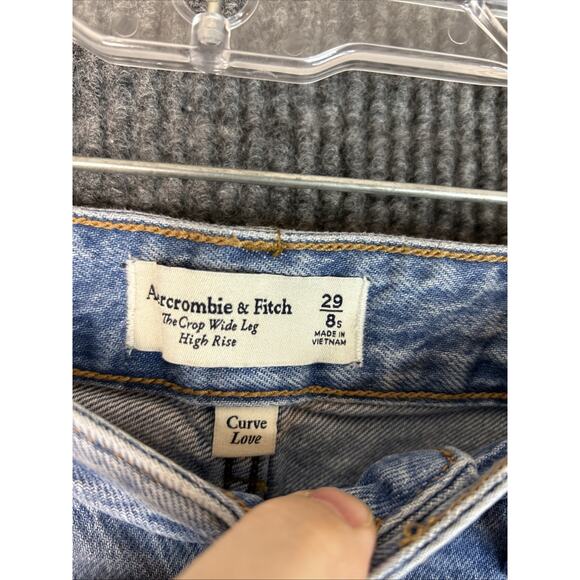 Abercrombie & Fitch
The Crop Wide Leg
High Rise
29
8s
MADE IN
VIETNAM
Curve
Love